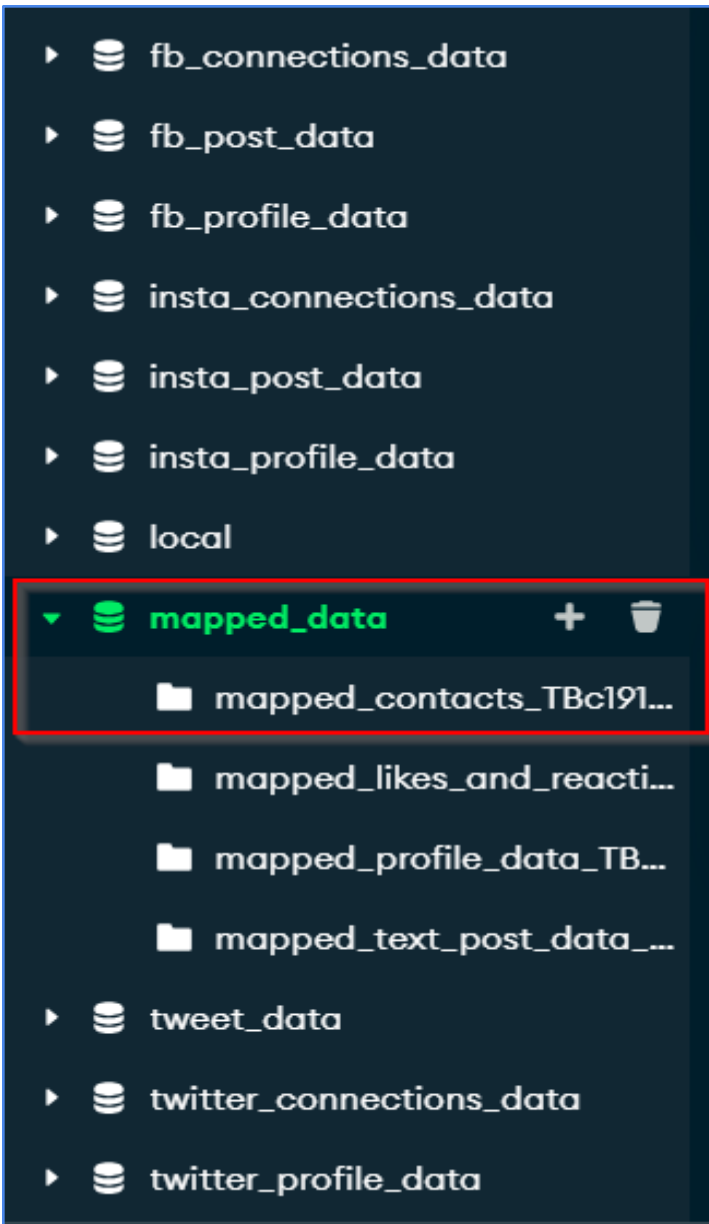 fb_connections_data
fb_post_data
fb_profile_data
insta_connections_data
insta_post_data
insta_profile_data
local
mapped_data
mapped_contacts_TBc191...
mapped_likes_and_reacti...
mapped_profile_data_TB...
mapped_text_post_data_...
tweet_data
twitter_connections_data
twitter_profile_data